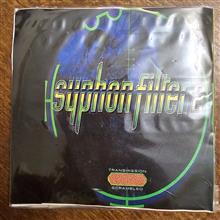 syphon filter
TRANSMISSION
SCRAMBLED